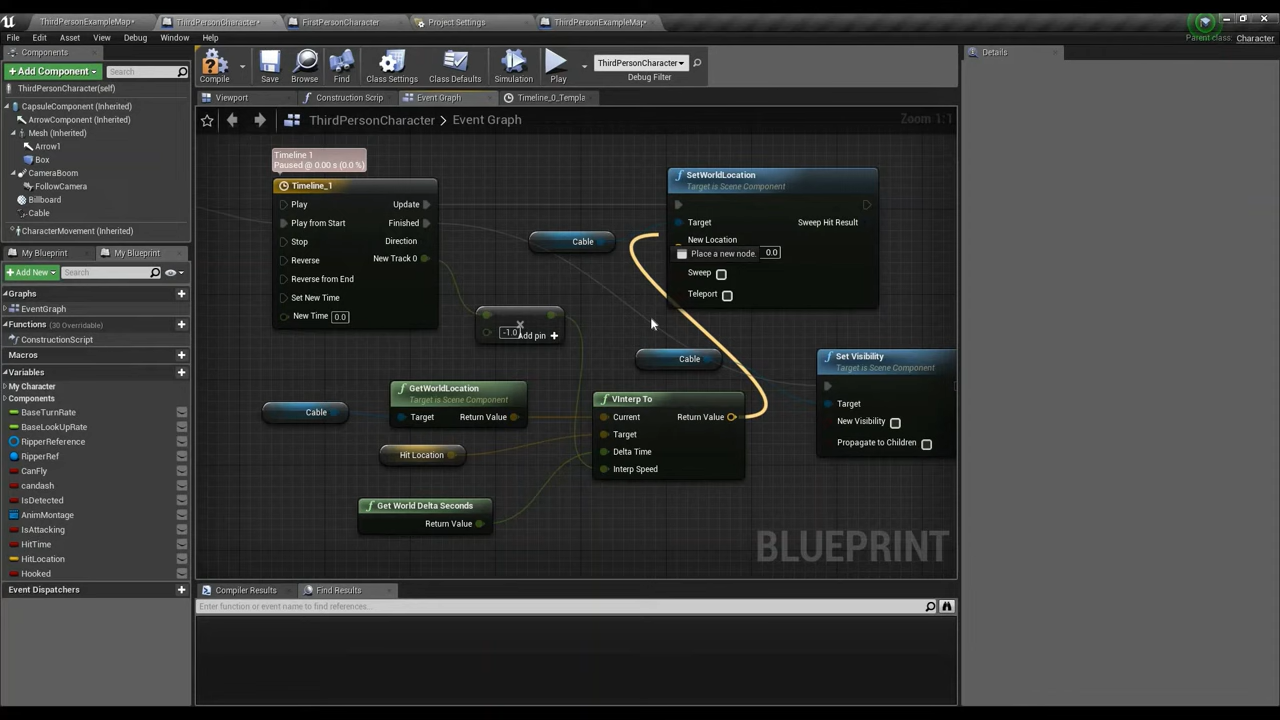 ThirdPersonExampleMap•
ThirdPersonCharacter•
FirstPersonCharacter
Project Settings
ThirdPersonExampleMap•
File Edit Asset View Debug Window Help
Parent class: Character
Components
+ Add Component
Search
ThirdPersonCharacter(self)
CapsuleComponent (Inherited)
ArrowComponent (Inherited)
Mesh (Inherited)
Arrow1
Box
CameraBoom
FollowCamera
Billboard
Cable
CharacterMovement (Inherited)
My Blueprint
My Blueprint
+ Add New
Search
Graphs
EventGraph
Functions (30 Overridable)
ConstructionScript
Macros
Variables
My Character
Components
BaseTurnRate
BaseLookUpRate
RipperReference
RipperRef
CanFly
candash
IsDetected
AnimMontage
IsAttacking
HitTime
HitLocation
Hooked
Event Dispatchers
Compile
Save
Browse
Find
Class Settings
Class Defaults
Simulation
Play
ThirdPersonCharacter
Debug Filter
Viewport
Construction Scrip
Event Graph
Timeline_0_Templa
ThirdPersonCharacter > Event Graph
Zoom 1:1
Timeline 1
Paused @ 0.00 s (0.0 %)
Timeline_1
Play Update
Play from Start Finished
Stop Direction
Reverse New Track 0
Reverse from End
Set New Time
New Time 0.0
Cable
SetWorldLocation
Target is Scene Component
Target Sweep Hit Result
New Location
Place a new node. 0.0
Sweep
Teleport
-1.0 Add pin +
Cable
Set Visibility
Target is Scene Component
Target
New Visibility
Propagate to Children
GetWorldLocation
Target is Scene Component
Target Return Value
Cable
Hit Location
VInterp To
Current Return Value
Target
Delta Time
Interp Speed
Get World Delta Seconds
Return Value
BLUEPRINT
Compiler Results
Find Results
Enter function or event name to find references...
Details